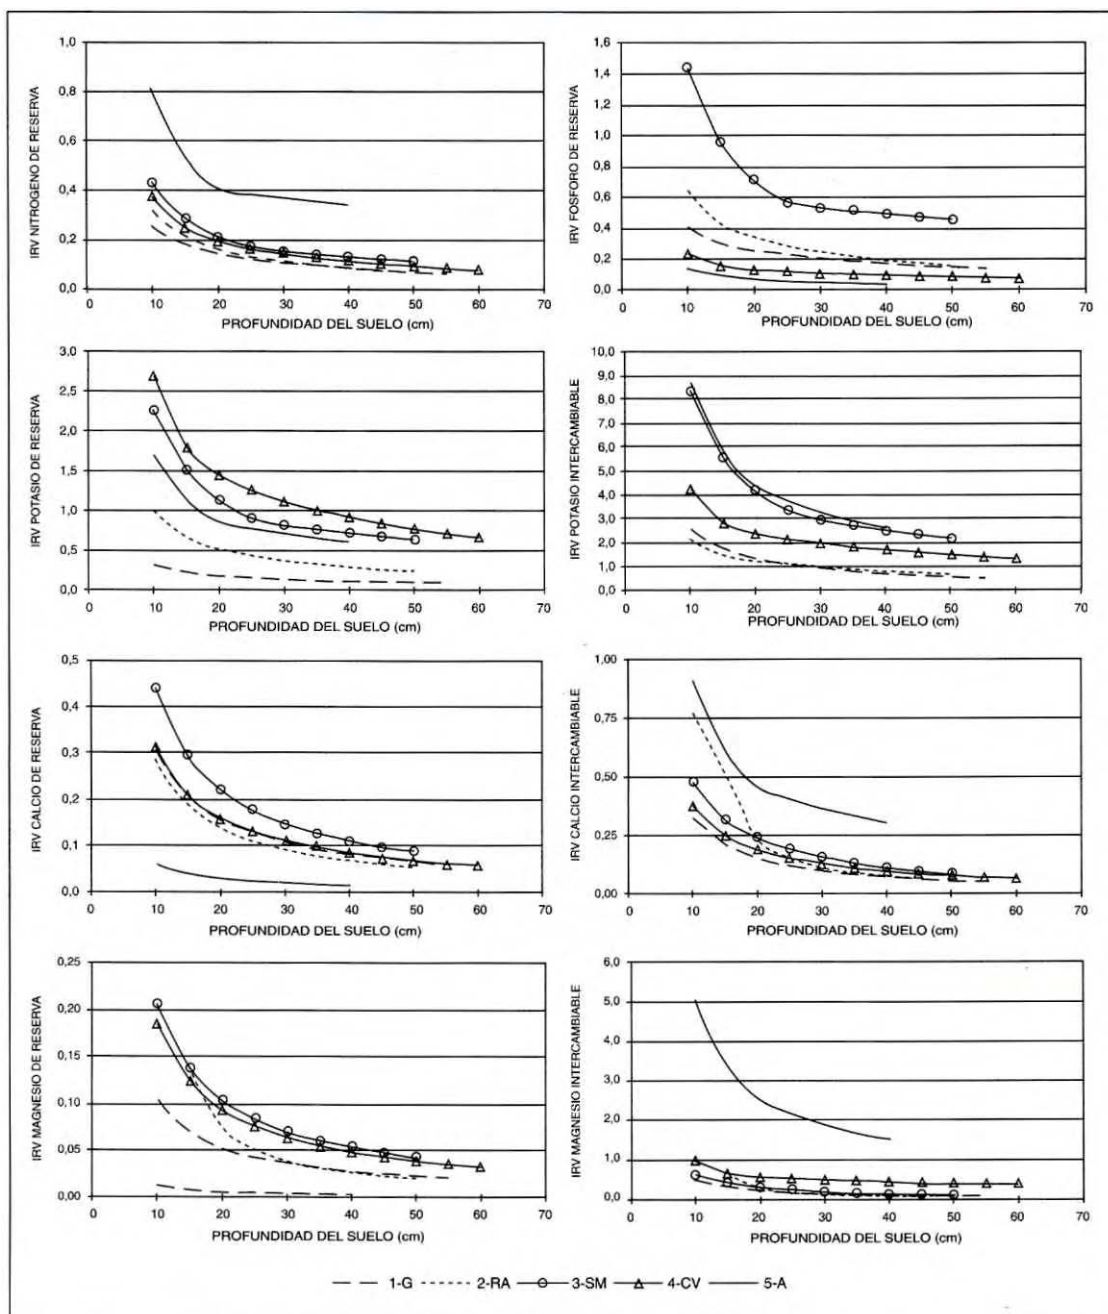 IRV NITROGENO DE RESERVA
1,0
0,8
0,6
0,4
0,2
0,0
0 10 20 30 40 50 60 70
PROFUNDIDAD DEL SUELO (cm)
IRV FOSFORO DE RESERVA
1,6
1,4
1,2
1,0
0,8
0,6
0,4
0,2
0,0
0 10 20 30 40 50 60 70
PROFUNDIDAD DEL SUELO (cm)
IRV POTASIO DE RESERVA
3,0
2,5
2,0
1,5
1,0
0,5
0,0
0 10 20 30 40 50 60 70
PROFUNDIDAD DEL SUELO (cm)
IRV POTASIO INTERCAMBIABLE
10,0
9,0
8,0
7,0
6,0
5,0
4,0
3,0
2,0
1,0
0,0
0 10 20 30 40 50 60 70
PROFUNDIDAD DEL SUELO (cm)
IRV CALCIO DE RESERVA
0,5
0,4
0,3
0,2
0,1
0,0
0 10 20 30 40 50 60 70
PROFUNDIDAD DEL SUELO (cm)
IRV CALCIO INTERCAMBIABLE
1,00
0,75
0,50
0,25
0,00
0 10 20 30 40 50 60 70
PROFUNDIDAD DEL SUELO (cm)
IRV MAGNESIO DE RESERVA
0,25
0,20
0,15
0,10
0,05
0,00
0 10 20 30 40 50 60 70
PROFUNDIDAD DEL SUELO (cm)
IRV MAGNESIO INTERCAMBIABLE
6,0
5,0
4,0
3,0
2,0
1,0
0,0
0 10 20 30 40 50 60 70
PROFUNDIDAD DEL SUELO (cm)
1-G 2-RA 3-SM 4-CV 5-A